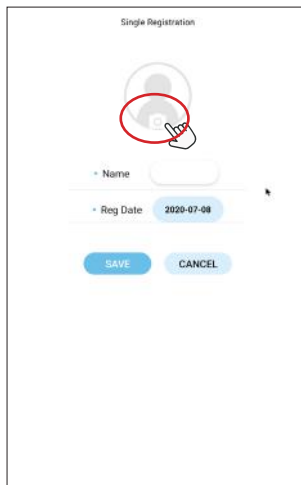 Single Registration
• Name
• Reg Date 2020-07-08
SAVE CANCEL